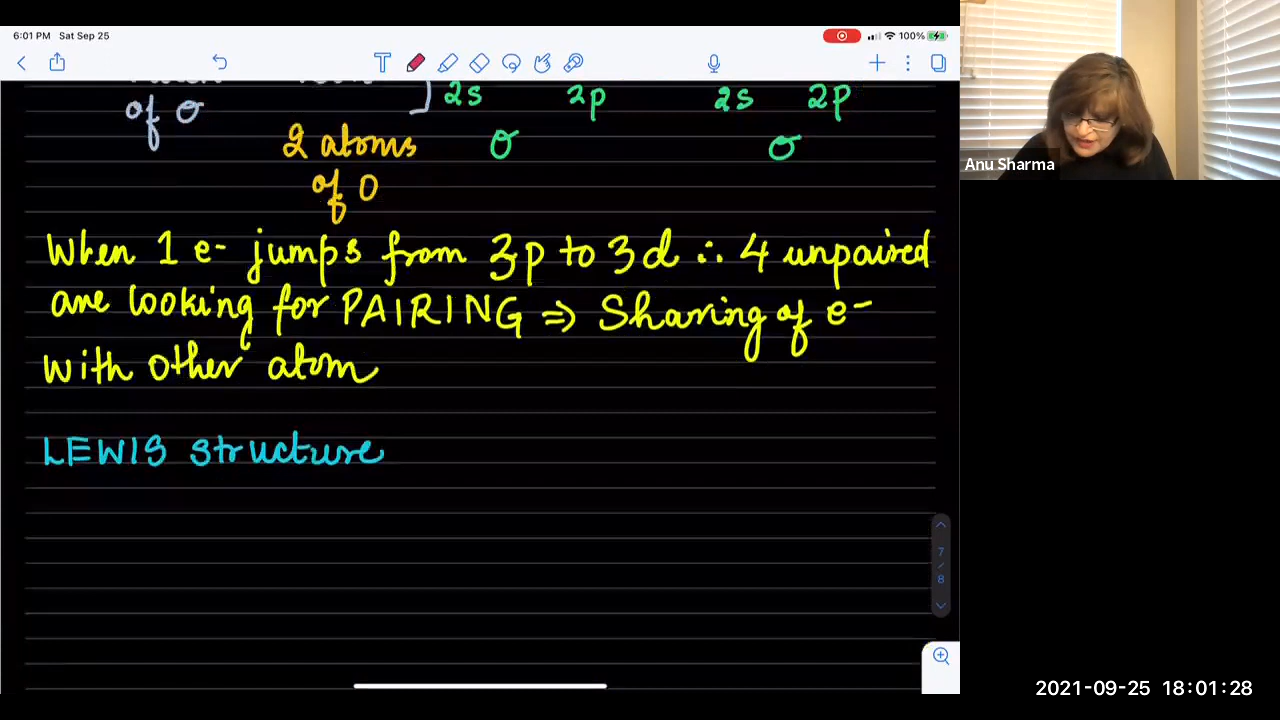 6:01 PM Sat Sep 25 100%
2s 2p 2s 2p
of O
2 atoms O O
of O
When 1 e- jumps from 3p to 3d ∴ 4 unpaired
are looking for PAIRING ⇒ Sharing of e-
with other atom
LEWIS structure
7
/
8
Anu Sharma
2021-09-25 18:01:28